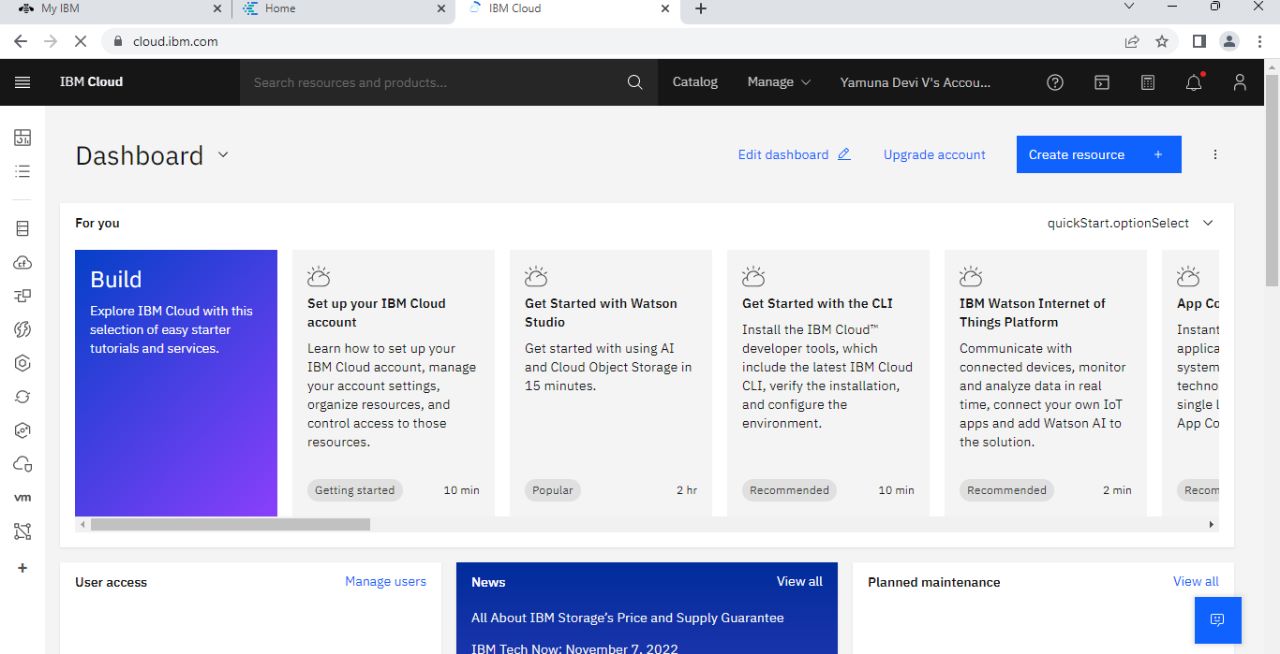 My IBM
Home
IBM Cloud
cloud.ibm.com
IBM Cloud
Search resources and products...
Catalog
Manage
Yamuna Devi V's Accou...
Dashboard
Edit dashboard
Upgrade account
Create resource +
For you
quickStart.optionSelect
Build
Explore IBM Cloud with this
selection of easy starter
tutorials and services.
Set up your IBM Cloud
account
Learn how to set up your
IBM Cloud account, manage
your account settings,
organize resources, and
control access to those
resources.
Getting started
10 min
Get Started with Watson
Studio
Get started with using AI
and Cloud Object Storage in
15 minutes.
Popular
2 hr
Get Started with the CLI
Install the IBM Cloud™
developer tools, which
include the latest IBM Cloud
CLI, verify the installation,
and configure the
environment.
Recommended
10 min
IBM Watson Internet of
Things Platform
Communicate with
connected devices, monitor
and analyze data in real
time, connect your own IoT
apps and add Watson AI to
the solution.
Recommended
2 min
App Co
Instant
applica
system
techno
single l
App Co
Recom
vm
User access
Manage users
News
View all
All About IBM Storage's Price and Supply Guarantee
IBM Tech Now: November 7, 2022
Planned maintenance
View all